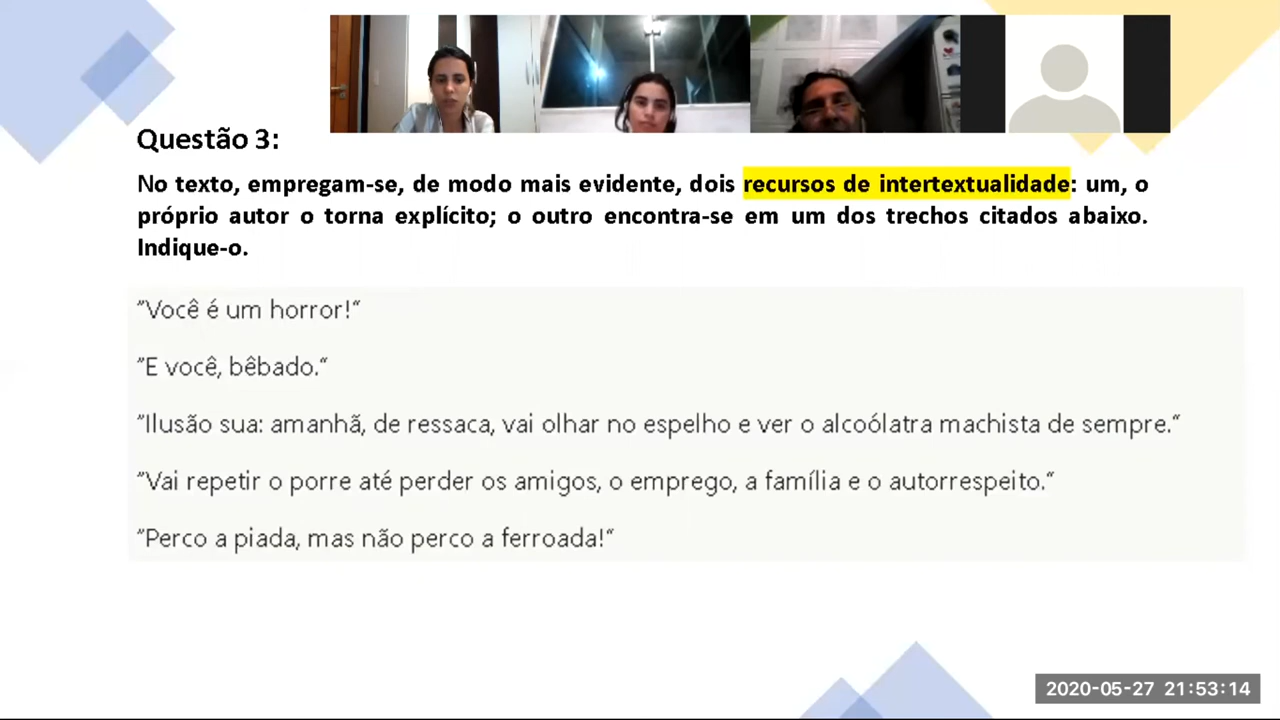 Questão 3:
No texto, empregam-se, de modo mais evidente, dois recursos de intertextualidade: um, o
próprio autor o torna explícito; o outro encontra-se em um dos trechos citados abaixo.
Indique-o.
”Você é um horror!“
”E você, bêbado.“
”Ilusão sua: amanhã, de ressaca, vai olhar no espelho e ver o alcoólatra machista de sempre.“
”Vai repetir o porre até perder os amigos, o emprego, a família e o autorrespeito.“
”Perco a piada, mas não perco a ferroada!“
2020-05-27 21:53:14